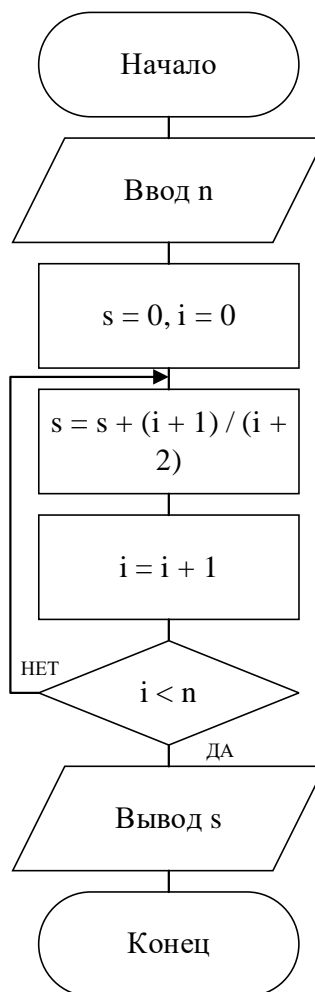 Начало
Ввод n
s = 0, i = 0
s = s + (i + 1) / (i +
2)
i = i + 1
НЕТ
i < n
ДА
Вывод s
Конец